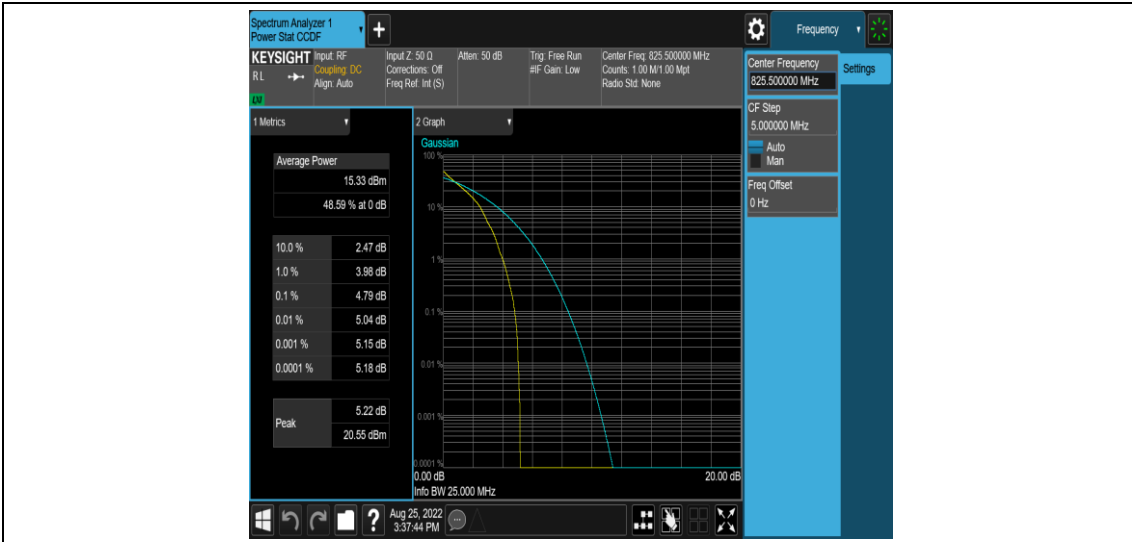 Spectrum Analyzer 1
Power Stat CCDF
+
Frequency
KEYSIGHT
R L
LNI
Input: RF
Coupling: DC
Align: Auto
Input Z: 50 Ω
Corrections: Off
Freq Ref: Int (S)
Atten: 50 dB
Trig: Free Run
#IF Gain: Low
Center Freq: 825.500000 MHz
Counts: 1.00 M/1.00 Mpt
Radio Std: None
Center Frequency
825.500000 MHz
Settings
CF Step
5.000000 MHz
Auto
Man
Freq Offset
0 Hz
1 Metrics
Average Power
15.33 dBm
48.59 % at 0 dB
10.0 % 2.47 dB
1.0 % 3.98 dB
0.1 % 4.79 dB
0.01 % 5.04 dB
0.001 % 5.15 dB
0.0001 % 5.18 dB
Peak
5.22 dB
20.55 dBm
2 Graph
Gaussian
100 %
10 %
1 %
0.1 %
0.01 %
0.001 %
0.0001 %
0.00 dB 20.00 dB
Info BW 25.000 MHz
?
Aug 25, 2022
3:37:44 PM